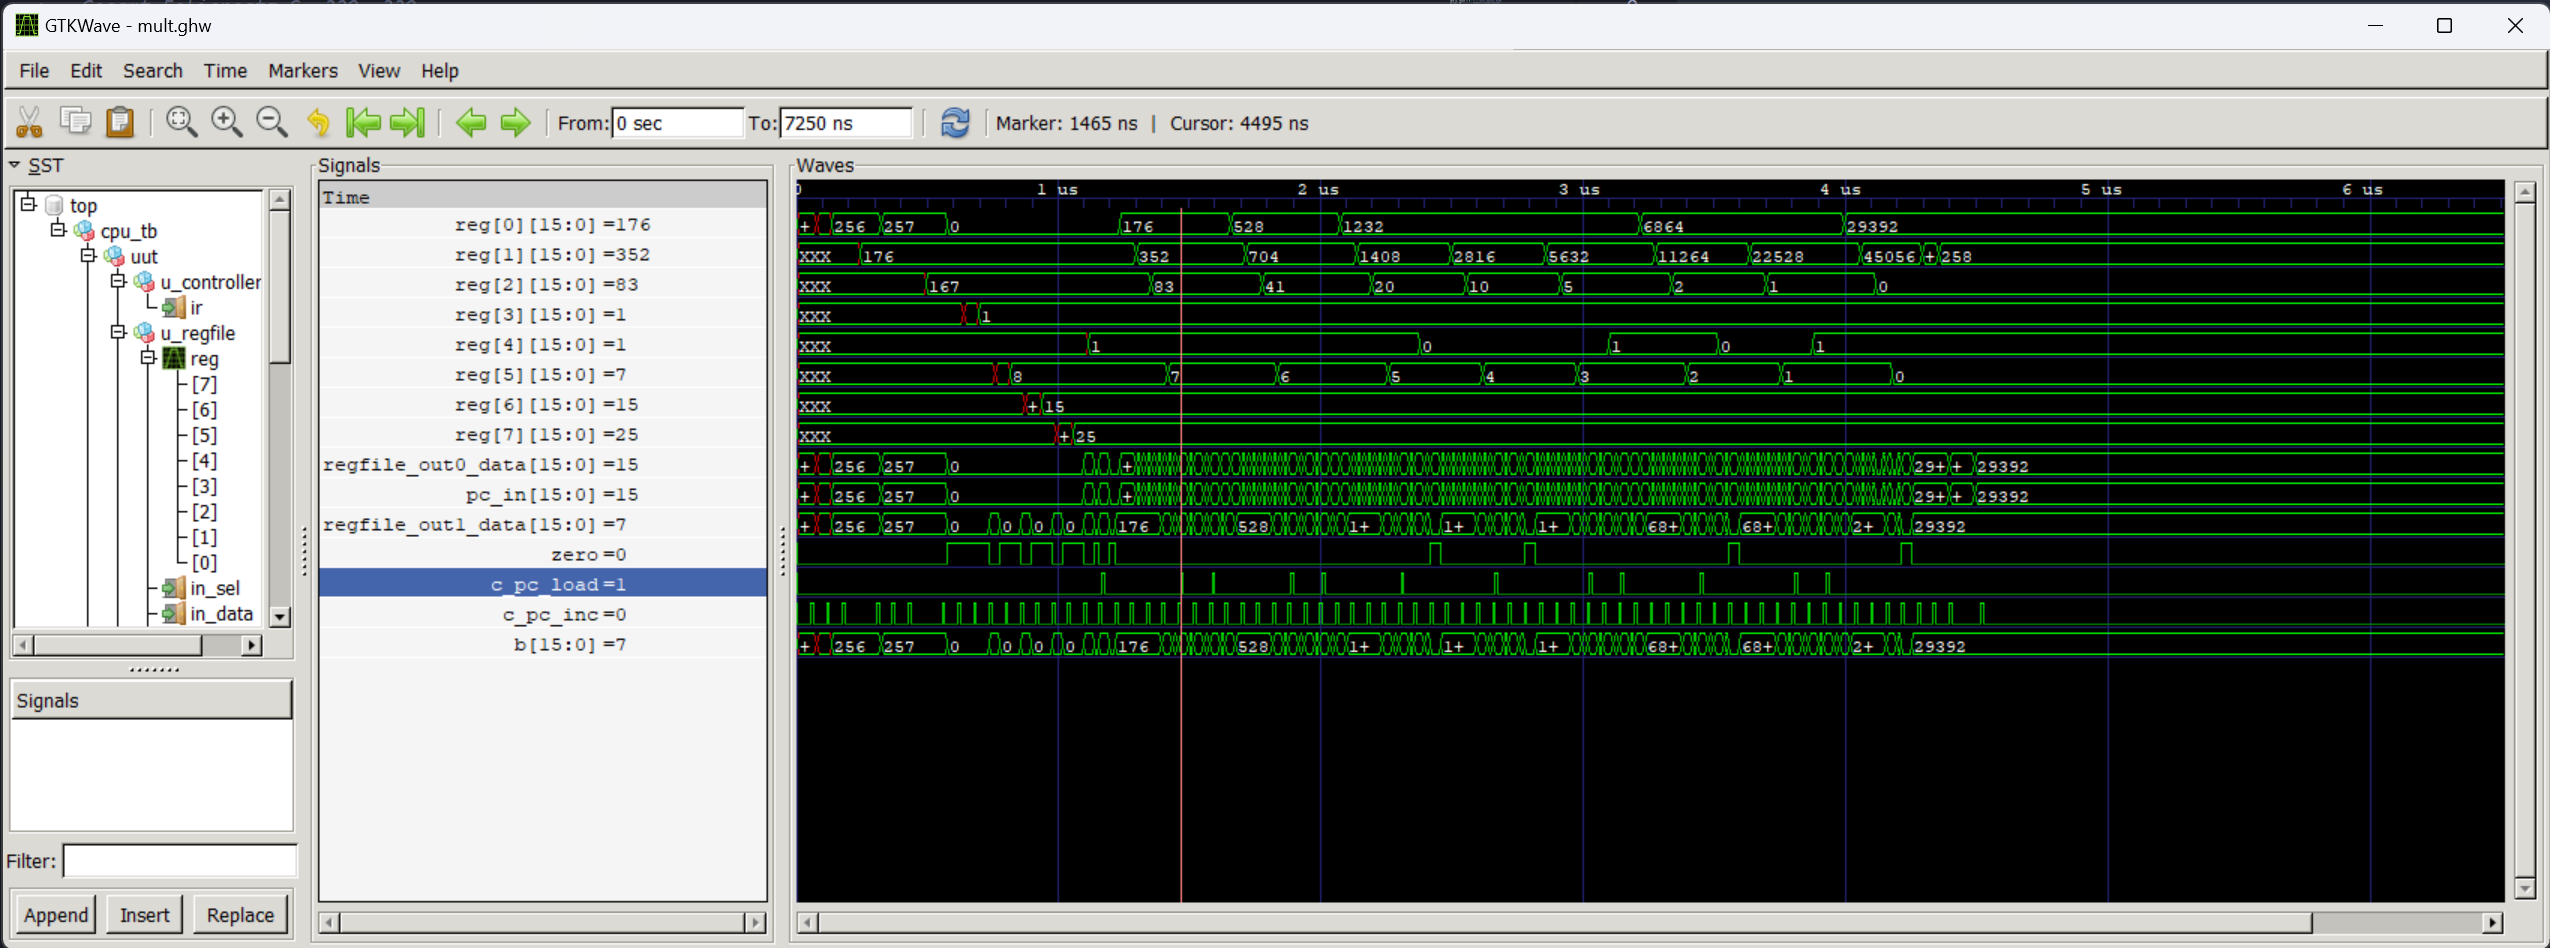 GTKWave - mult.ghw
File Edit Search Time Markers View Help
From: 0 sec To: 7250 ns Marker: 1465 ns | Cursor: 4495 ns
SST
top
cpu_tb
uut
u_controller
ir
u_regfile
reg
[7]
[6]
[5]
[4]
[3]
[2]
[1]
[0]
in_sel
in_data
Signals
Filter:
Append Insert Replace
Signals
Time
reg[0][15:0] =176
reg[1][15:0] =352
reg[2][15:0] =83
reg[3][15:0] =1
reg[4][15:0] =1
reg[5][15:0] =7
reg[6][15:0] =15
reg[7][15:0] =25
regfile_out0_data[15:0] =15
pc_in[15:0] =15
regfile_out1_data[15:0] =7
zero =0
c_pc_load =1
c_pc_inc =0
b[15:0] =7
Waves
0 1 us 2 us 3 us 4 us 5 us 6 us
+ 256 257 0 176 528 1232 6864 29392
XXX 176 352 704 1408 2816 5632 11264 22528 45056 + 258
XXX 167 83 41 20 10 5 2 1 0
XXX 1
XXX 1 0 1 0 1
XXX 8 7 6 5 4 3 2 1 0
XXX + 15
XXX + 25
+ 256 257 0 + 29+ + 29392
+ 256 257 0 + 29+ + 29392
+ 256 257 0 0 0 0 176 528 1+ 1+ 1+ 68+ 68+ 2+ 29392
+ 256 257 0 0 0 0 176 528 1+ 1+ 1+ 68+ 68+ 2+ 29392